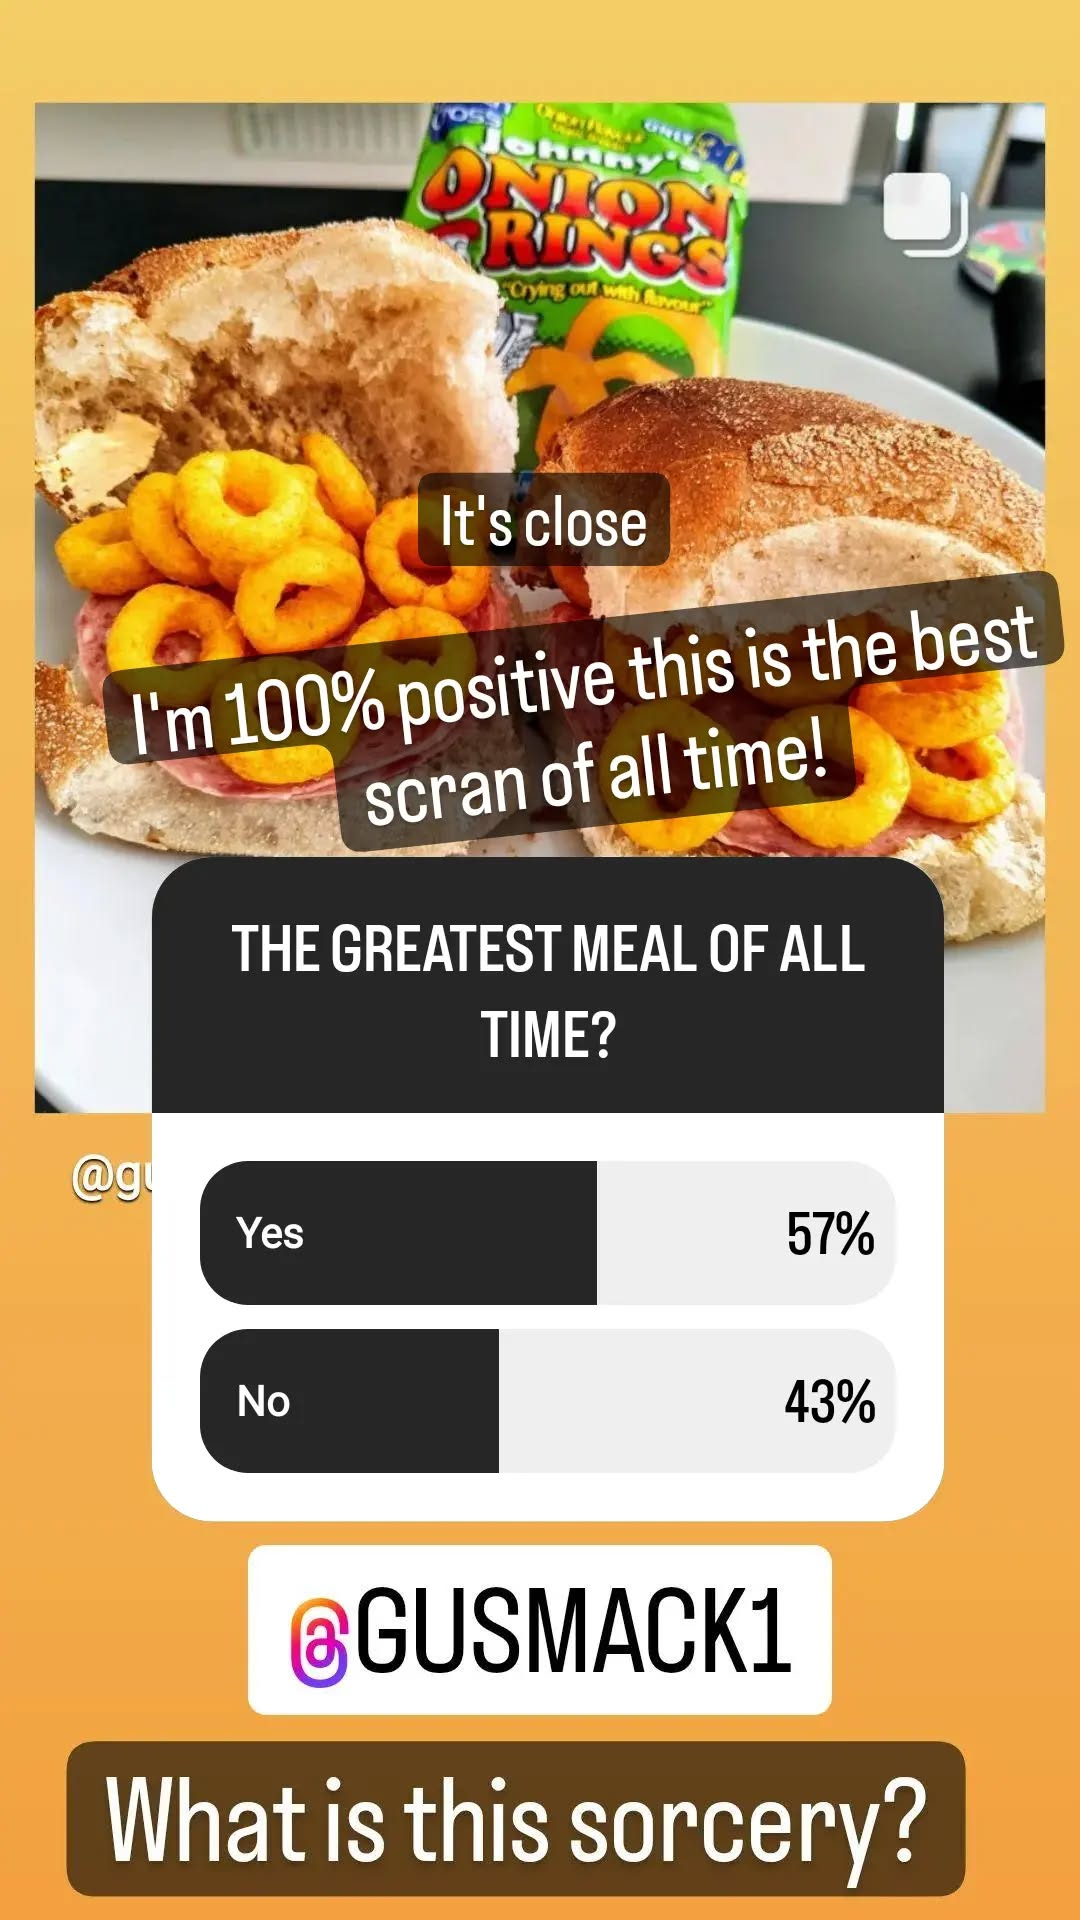 Johnny's
ONION
RINGS
"Crying out with flavour"
It's close
I'm 100% positive this is the best
scran of all time!
THE GREATEST MEAL OF ALL
TIME?
@gu
Yes
57%
No
43%
@GUSMACK1
What is this sorcery?